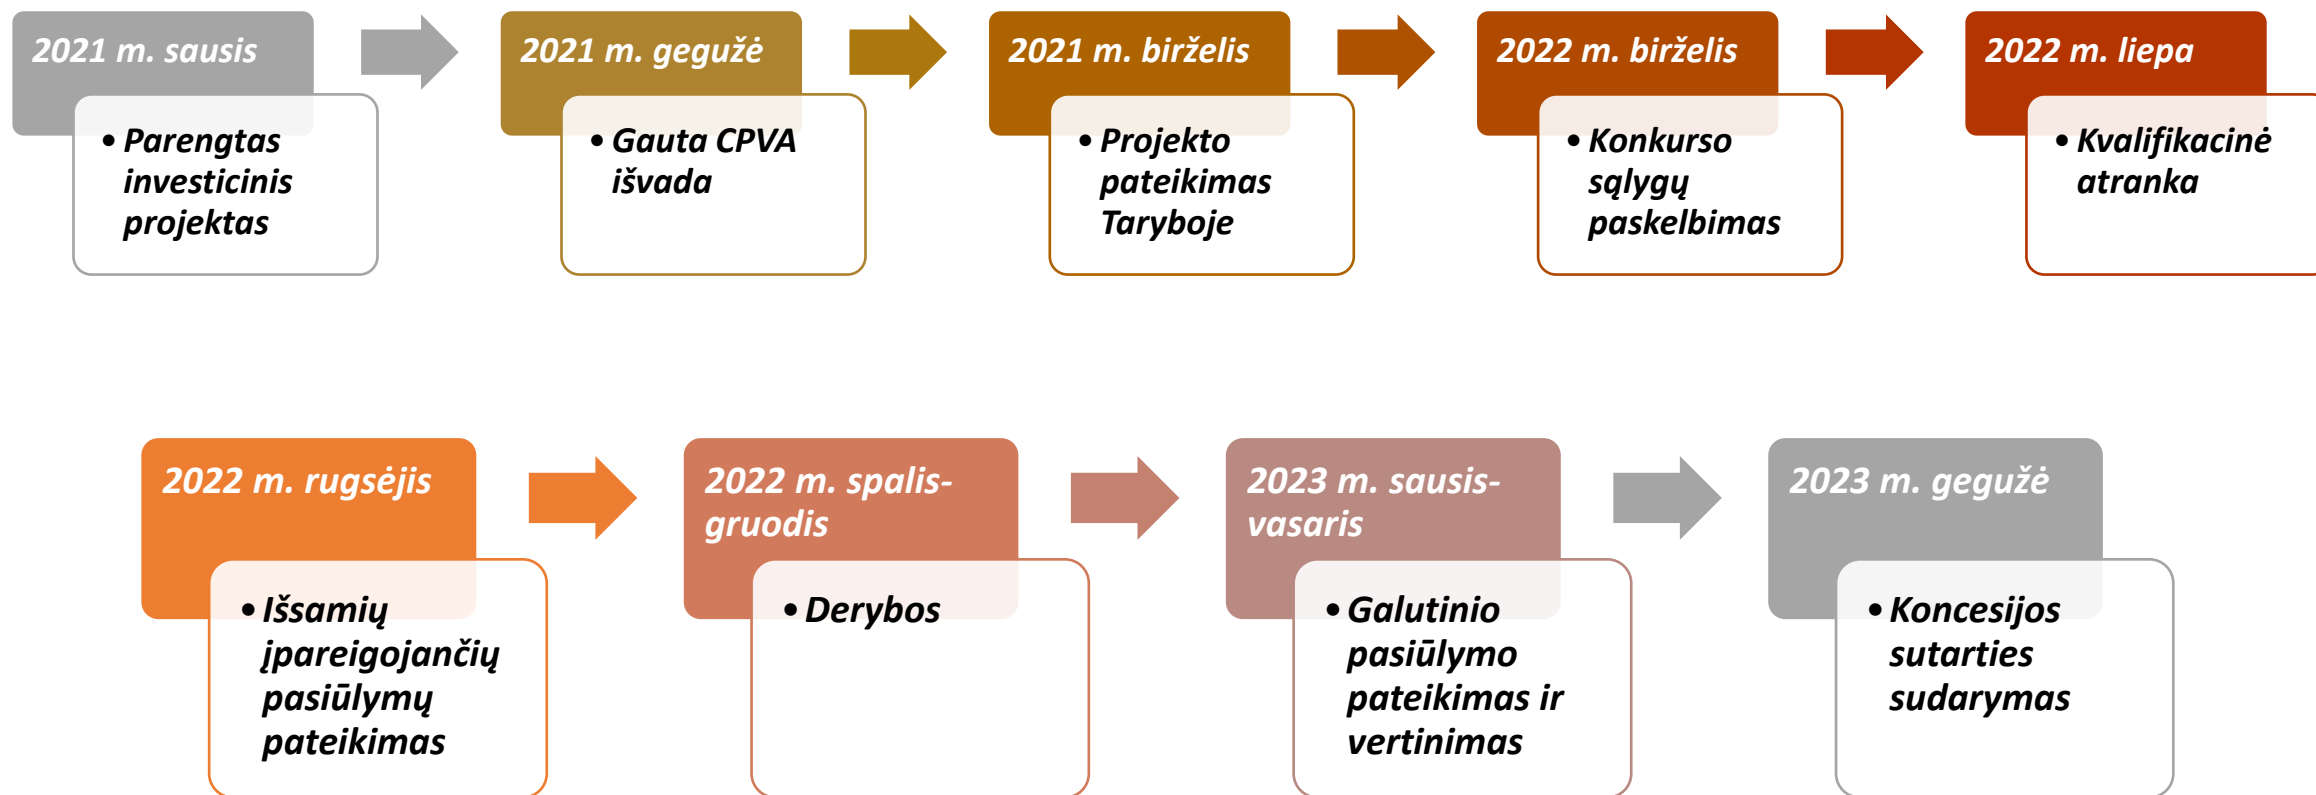 2021 m. sausis
• Parengtas
investicinis
projektas
2021 m. gegužė
• Gauta CPVA
išvada
2021 m. birželis
• Projekto
pateikimas
Taryboje
2022 m. birželis
• Konkurso
sąlygų
paskelbimas
2022 m. liepa
• Kvalifikacinė
atranka
2022 m. rugsėjis
• Išsamių
įpareigojančių
pasiūlymų
pateikimas
2022 m. spalis-
gruodis
• Derybos
2023 m. sausis-
vasaris
• Galutinio
pasiūlymo
pateikimas ir
vertinimas
2023 m. gegužė
• Koncesijos
sutarties
sudarymas